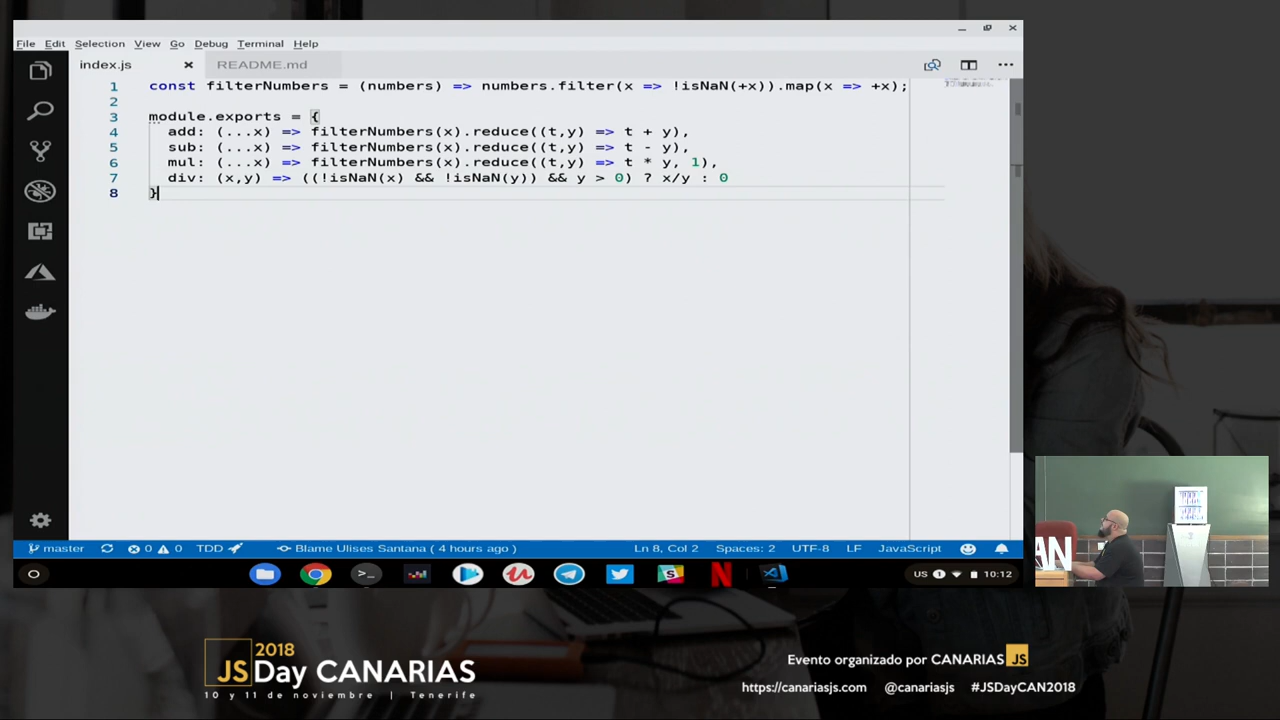 File Edit Selection View Go Debug Terminal Help
index.js README.md
1 const filterNumbers = (numbers) => numbers.filter(x => !isNaN(+x)).map(x => +x);
2
3 module.exports = {
4 add: (...x) => filterNumbers(x).reduce((t,y) => t + y),
5 sub: (...x) => filterNumbers(x).reduce((t,y) => t - y),
6 mul: (...x) => filterNumbers(x).reduce((t,y) => t * y, 1),
7 div: (x,y) => ((!isNaN(x) && !isNaN(y)) && y > 0) ? x/y : 0
8 }
master 0 0 TDD Blame Ulises Santana ( 4 hours ago ) Ln 8, Col 2 Spaces: 2 UTF-8 LF JavaScript
US 10:12
AN
2018
JSDay CANARIAS
10 y 11 de noviembre | Tenerife
Evento organizado por CANARIAS JS
https://canariasjs.com @canariasjs #JSDayCAN2018